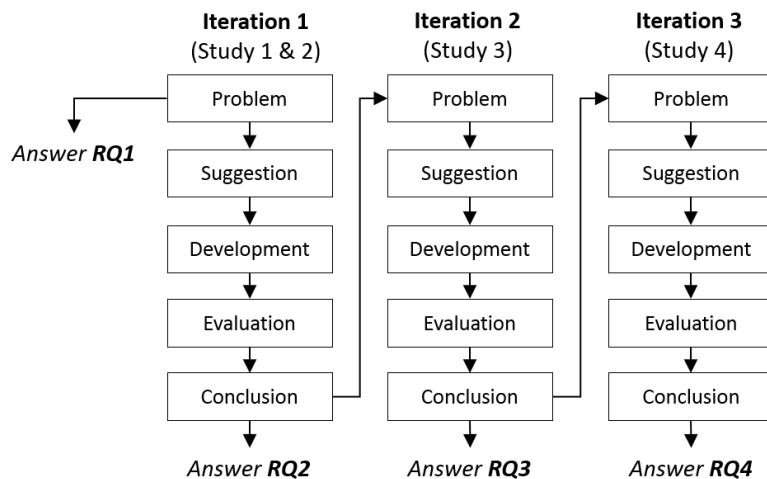 Iteration 1
(Study 1 & 2)
Problem
Answer RQ1
Suggestion
Development
Evaluation
Conclusion
Answer RQ2
Iteration 2
(Study 3)
Problem
Suggestion
Development
Evaluation
Conclusion
Answer RQ3
Iteration 3
(Study 4)
Problem
Suggestion
Development
Evaluation
Conclusion
Answer RQ4